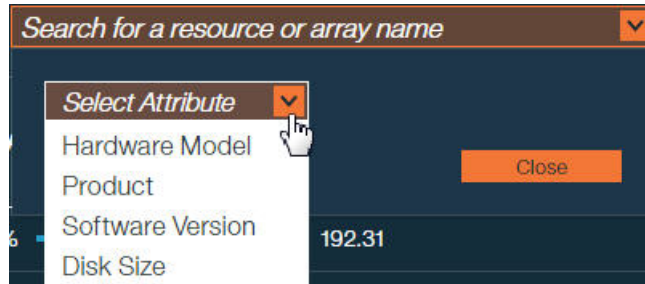 Search for a resource or array name
Select Attribute
Hardware Model
Close
Product
Software Version
% 192.31
Disk Size